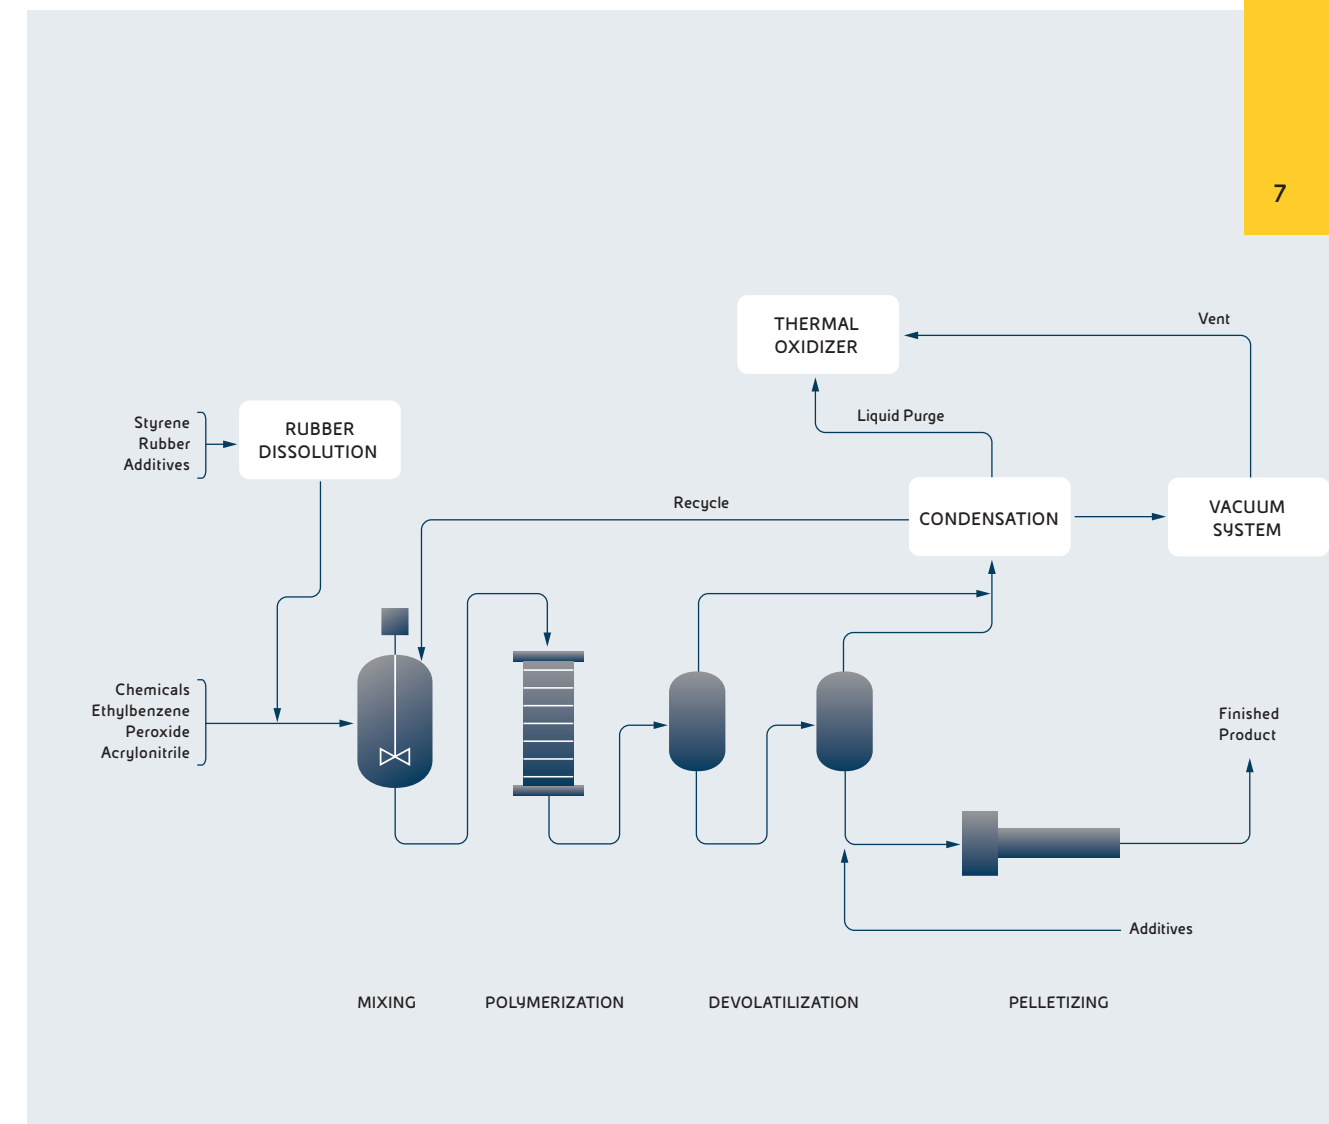 7
THERMAL
OXIDIZER
Vent
Liquid Purge
Styrene
Rubber
Additives
RUBBER
DISSOLUTION
Recycle
CONDENSATION
VACUUM
SYSTEM
Chemicals
Ethylbenzene
Peroxide
Acrylonitrile
Finished
Product
Additives
MIXING
POLYMERIZATION
DEVOLATILIZATION
PELLETIZING